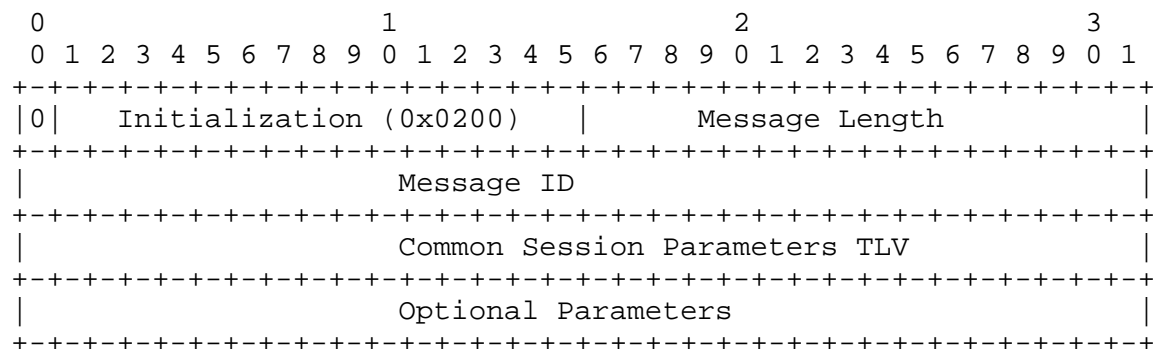 0                   1                   2                   3
 0 1 2 3 4 5 6 7 8 9 0 1 2 3 4 5 6 7 8 9 0 1 2 3 4 5 6 7 8 9 0 1
+-+-+-+-+-+-+-+-+-+-+-+-+-+-+-+-+-+-+-+-+-+-+-+-+-+-+-+-+-+-+-+-+
|0|   Initialization (0x0200)   |      Message Length           |
+-+-+-+-+-+-+-+-+-+-+-+-+-+-+-+-+-+-+-+-+-+-+-+-+-+-+-+-+-+-+-+-+
|                     Message ID                                |
+-+-+-+-+-+-+-+-+-+-+-+-+-+-+-+-+-+-+-+-+-+-+-+-+-+-+-+-+-+-+-+-+
|                     Common Session Parameters TLV             |
+-+-+-+-+-+-+-+-+-+-+-+-+-+-+-+-+-+-+-+-+-+-+-+-+-+-+-+-+-+-+-+-+
|                     Optional Parameters                       |
+-+-+-+-+-+-+-+-+-+-+-+-+-+-+-+-+-+-+-+-+-+-+-+-+-+-+-+-+-+-+-+-+